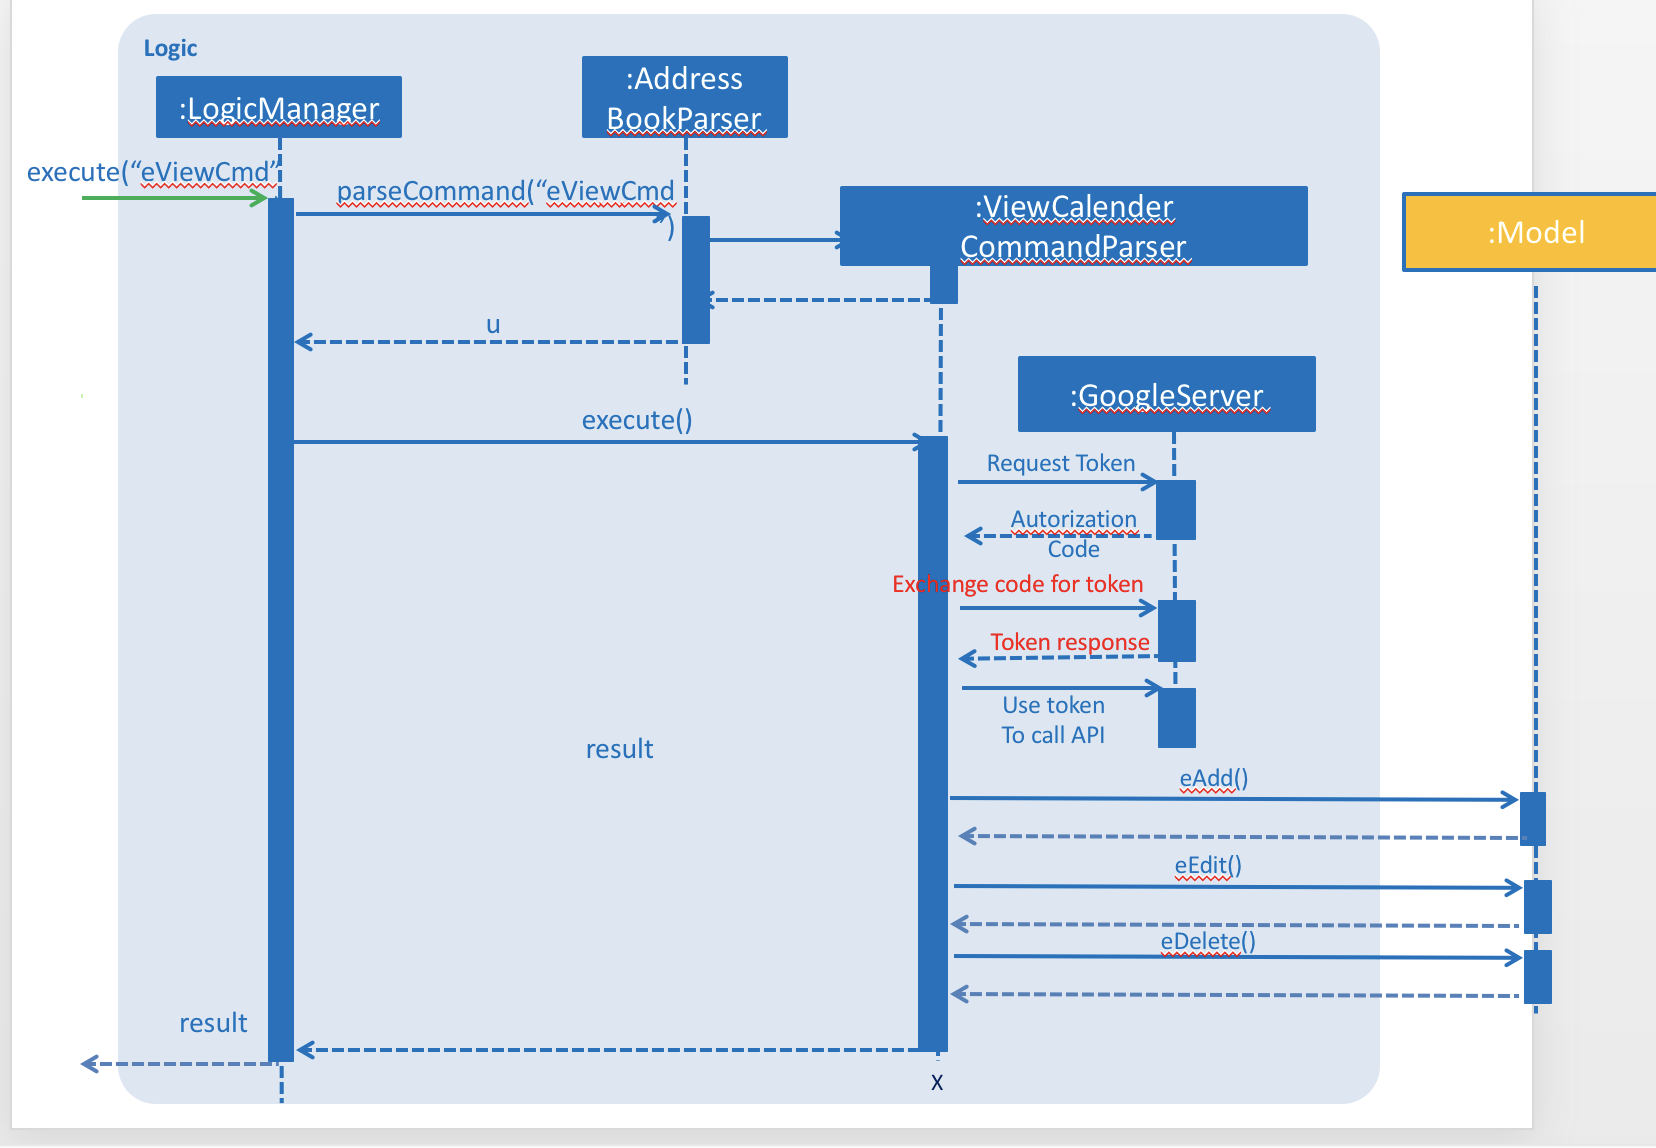 Logic
:LogicManager
:Address
BookParser
execute(“eViewCmd”
parseCommand(“eViewCmd
”)
:ViewCalender
CommandParser
:Model
u
:GoogleServer
execute()
Request Token
Autorization
Code
Exchange code for token
Token response
Use token
To call API
result
eAdd()
eEdit()
eDelete()
result
X